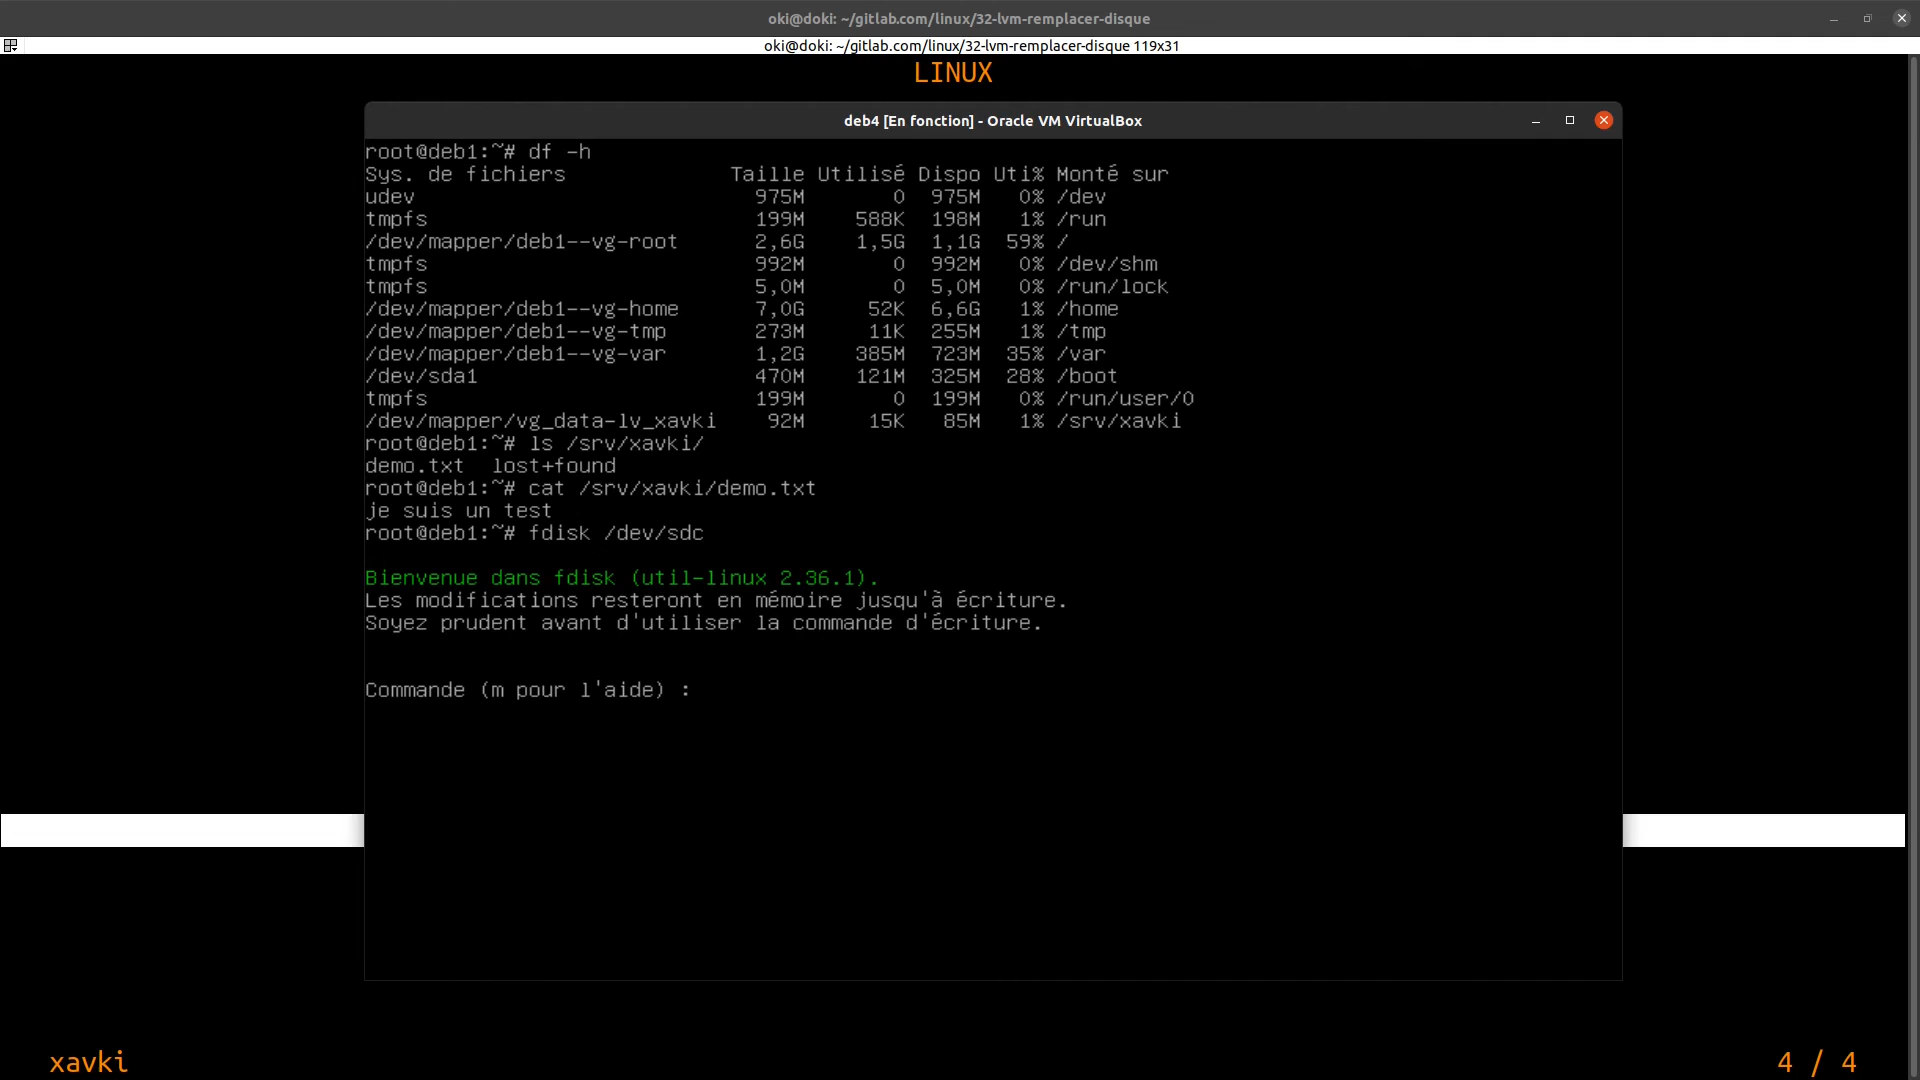 oki@doki: ~/gitlab.com/linux/32-lvm-remplacer-disque
oki@doki: ~/gitlab.com/linux/32-lvm-remplacer-disque 119x31
LINUX
deb4 [En fonction] - Oracle VM VirtualBox
root@deb1:~# df -h
Sys. de fichiers Taille Utilisé Dispo Uti% Monté sur
udev 975M 0 975M 0% /dev
tmpfs 199M 588K 198M 1% /run
/dev/mapper/deb1--vg-root 2,6G 1,5G 1,1G 59% /
tmpfs 992M 0 992M 0% /dev/shm
tmpfs 5,0M 0 5,0M 0% /run/lock
/dev/mapper/deb1--vg-home 7,0G 52K 6,6G 1% /home
/dev/mapper/deb1--vg-tmp 273M 11K 255M 1% /tmp
/dev/mapper/deb1--vg-var 1,2G 385M 723M 35% /var
/dev/sda1 470M 121M 325M 28% /boot
tmpfs 199M 0 199M 0% /run/user/0
/dev/mapper/vg_data-lv_xavki 92M 15K 85M 1% /srv/xavki
root@deb1:~# ls /srv/xavki/
demo.txt lost+found
root@deb1:~# cat /srv/xavki/demo.txt
je suis un test
root@deb1:~# fdisk /dev/sdc
Bienvenue dans fdisk (util-linux 2.36.1).
Les modifications resteront en mémoire jusqu'à écriture.
Soyez prudent avant d'utiliser la commande d'écriture.
Commande (m pour l'aide) :
xavki
4 / 4